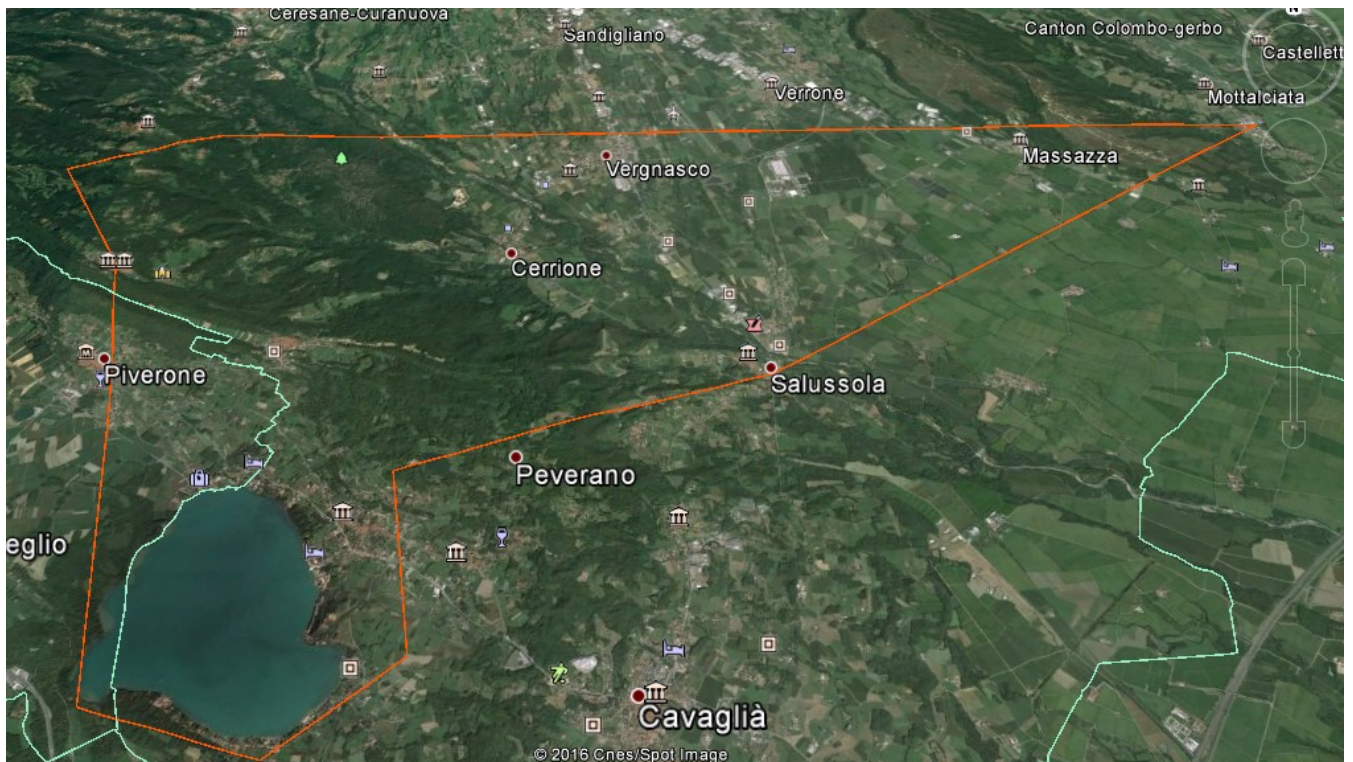 Ceresane-Curanuova
Sandigliano
Canton Colombo-gerbo
N
Castellett
Verrone
Mottalciata
Massazza
Vergnasco
Cerrione
Piverone
Salussola
Peverano
eglio
Cavaglià
© 2016 Cnes/Spot Image